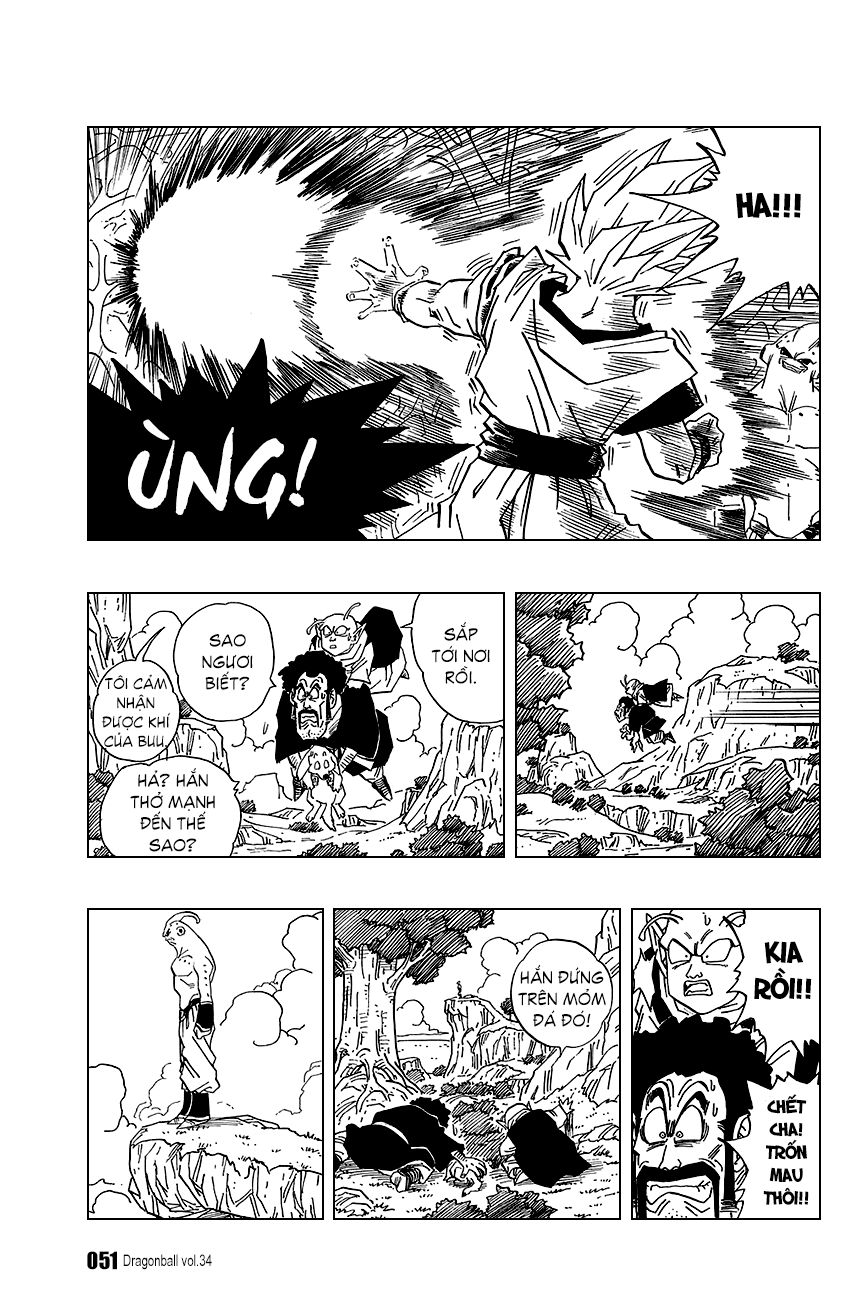 HA!!!
ÙNG!
SẮP
TỚI NƠI
RỒI.
SAO
NGƯƠI
BIẾT?
TÔI CẢM
NHẬN
ĐƯỢC KHÍ
CỦA BUU.
HÁ? HẮN
THỞ MẠNH
ĐẾN THẾ
SAO?
KIA
RỒI!!
CHẾT
CHA!
TRỐN
MAU
THÔI!!
HẮN ĐỨNG
TRÊN MỎM
ĐÁ ĐÓ!
051 Dragonball vol.34